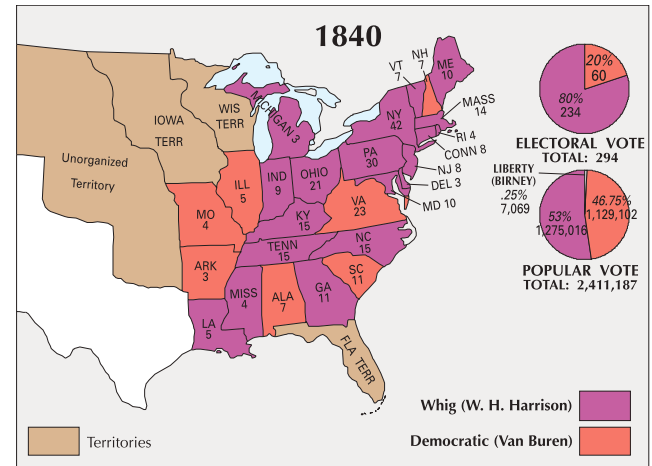 1840
NH
7
VT
7
ME
10
MASS
14
RI 4
CONN 8
NJ 8
DEL 3
MD 10
NY
42
PA
30
MICHIGAN 3
WIS
TERR
IOWA
TERR
Unorganized
Territory
ILL
5
IND
9
OHIO
21
VA
23
KY
15
MO
4
TENN
15
NC
15
ARK
3
SC
11
MISS
4
ALA
7
GA
11
LA
5
FLA TERR
20%
60
80%
234
ELECTORAL VOTE
TOTAL: 294
LIBERTY
(BIRNEY)
.25%
7,069
46.75%
1,129,102
53%
1,275,016
POPULAR VOTE
TOTAL: 2,411,187
Whig (W. H. Harrison)
Democratic (Van Buren)
Territories